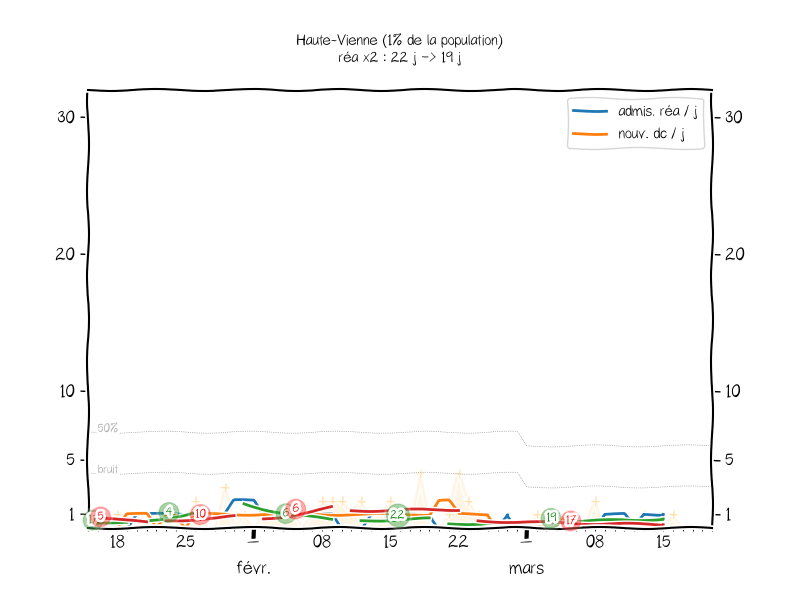 Haute-Vienne (1% de la population)
réa x2 : 22 j -> 19 j
admis. réa / j
nouv. dc / j
30 30
20 20
10 10
50%
5 5
bruit
1 1
5 4 10 6 6 22 19 17
18 25 08 15 22 08 15
févr. mars